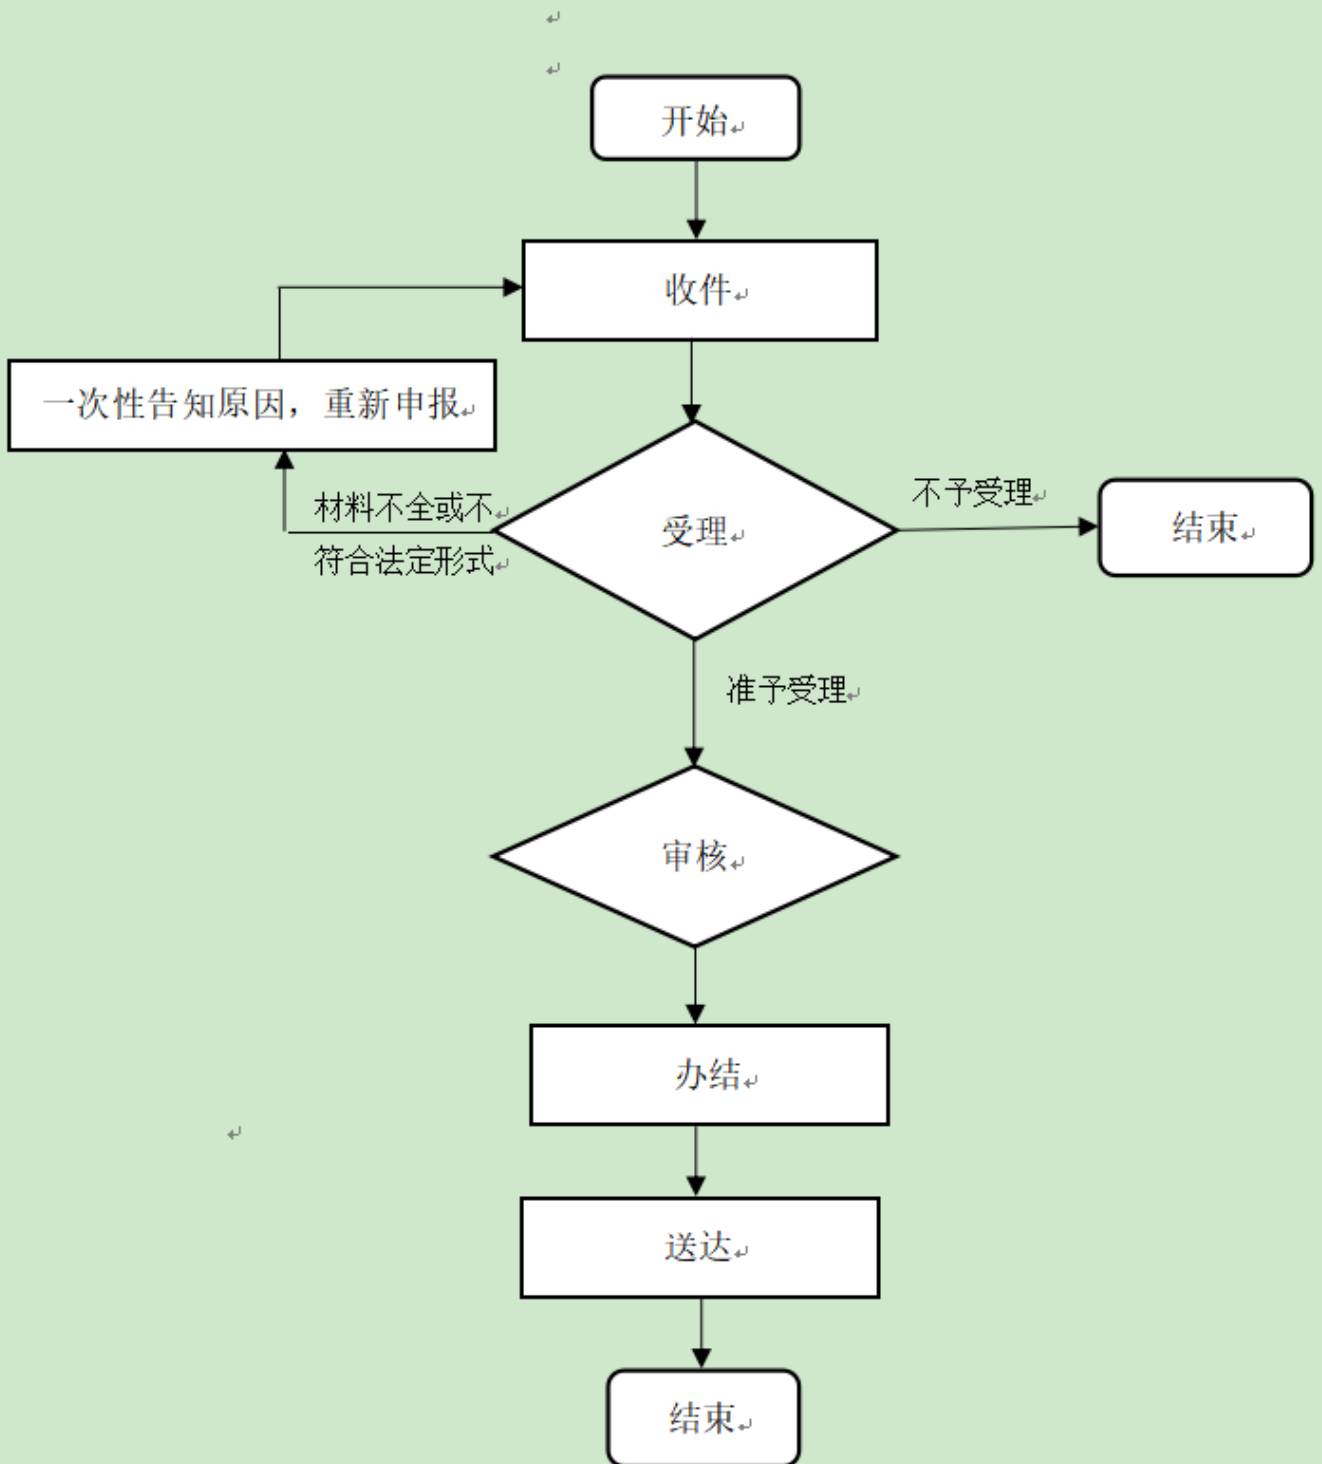 开始
收件
一次性告知原因，重新申报
材料不全或不
符合法定形式
受理
不予受理
结束
准予受理
审核
办结
送达
结束